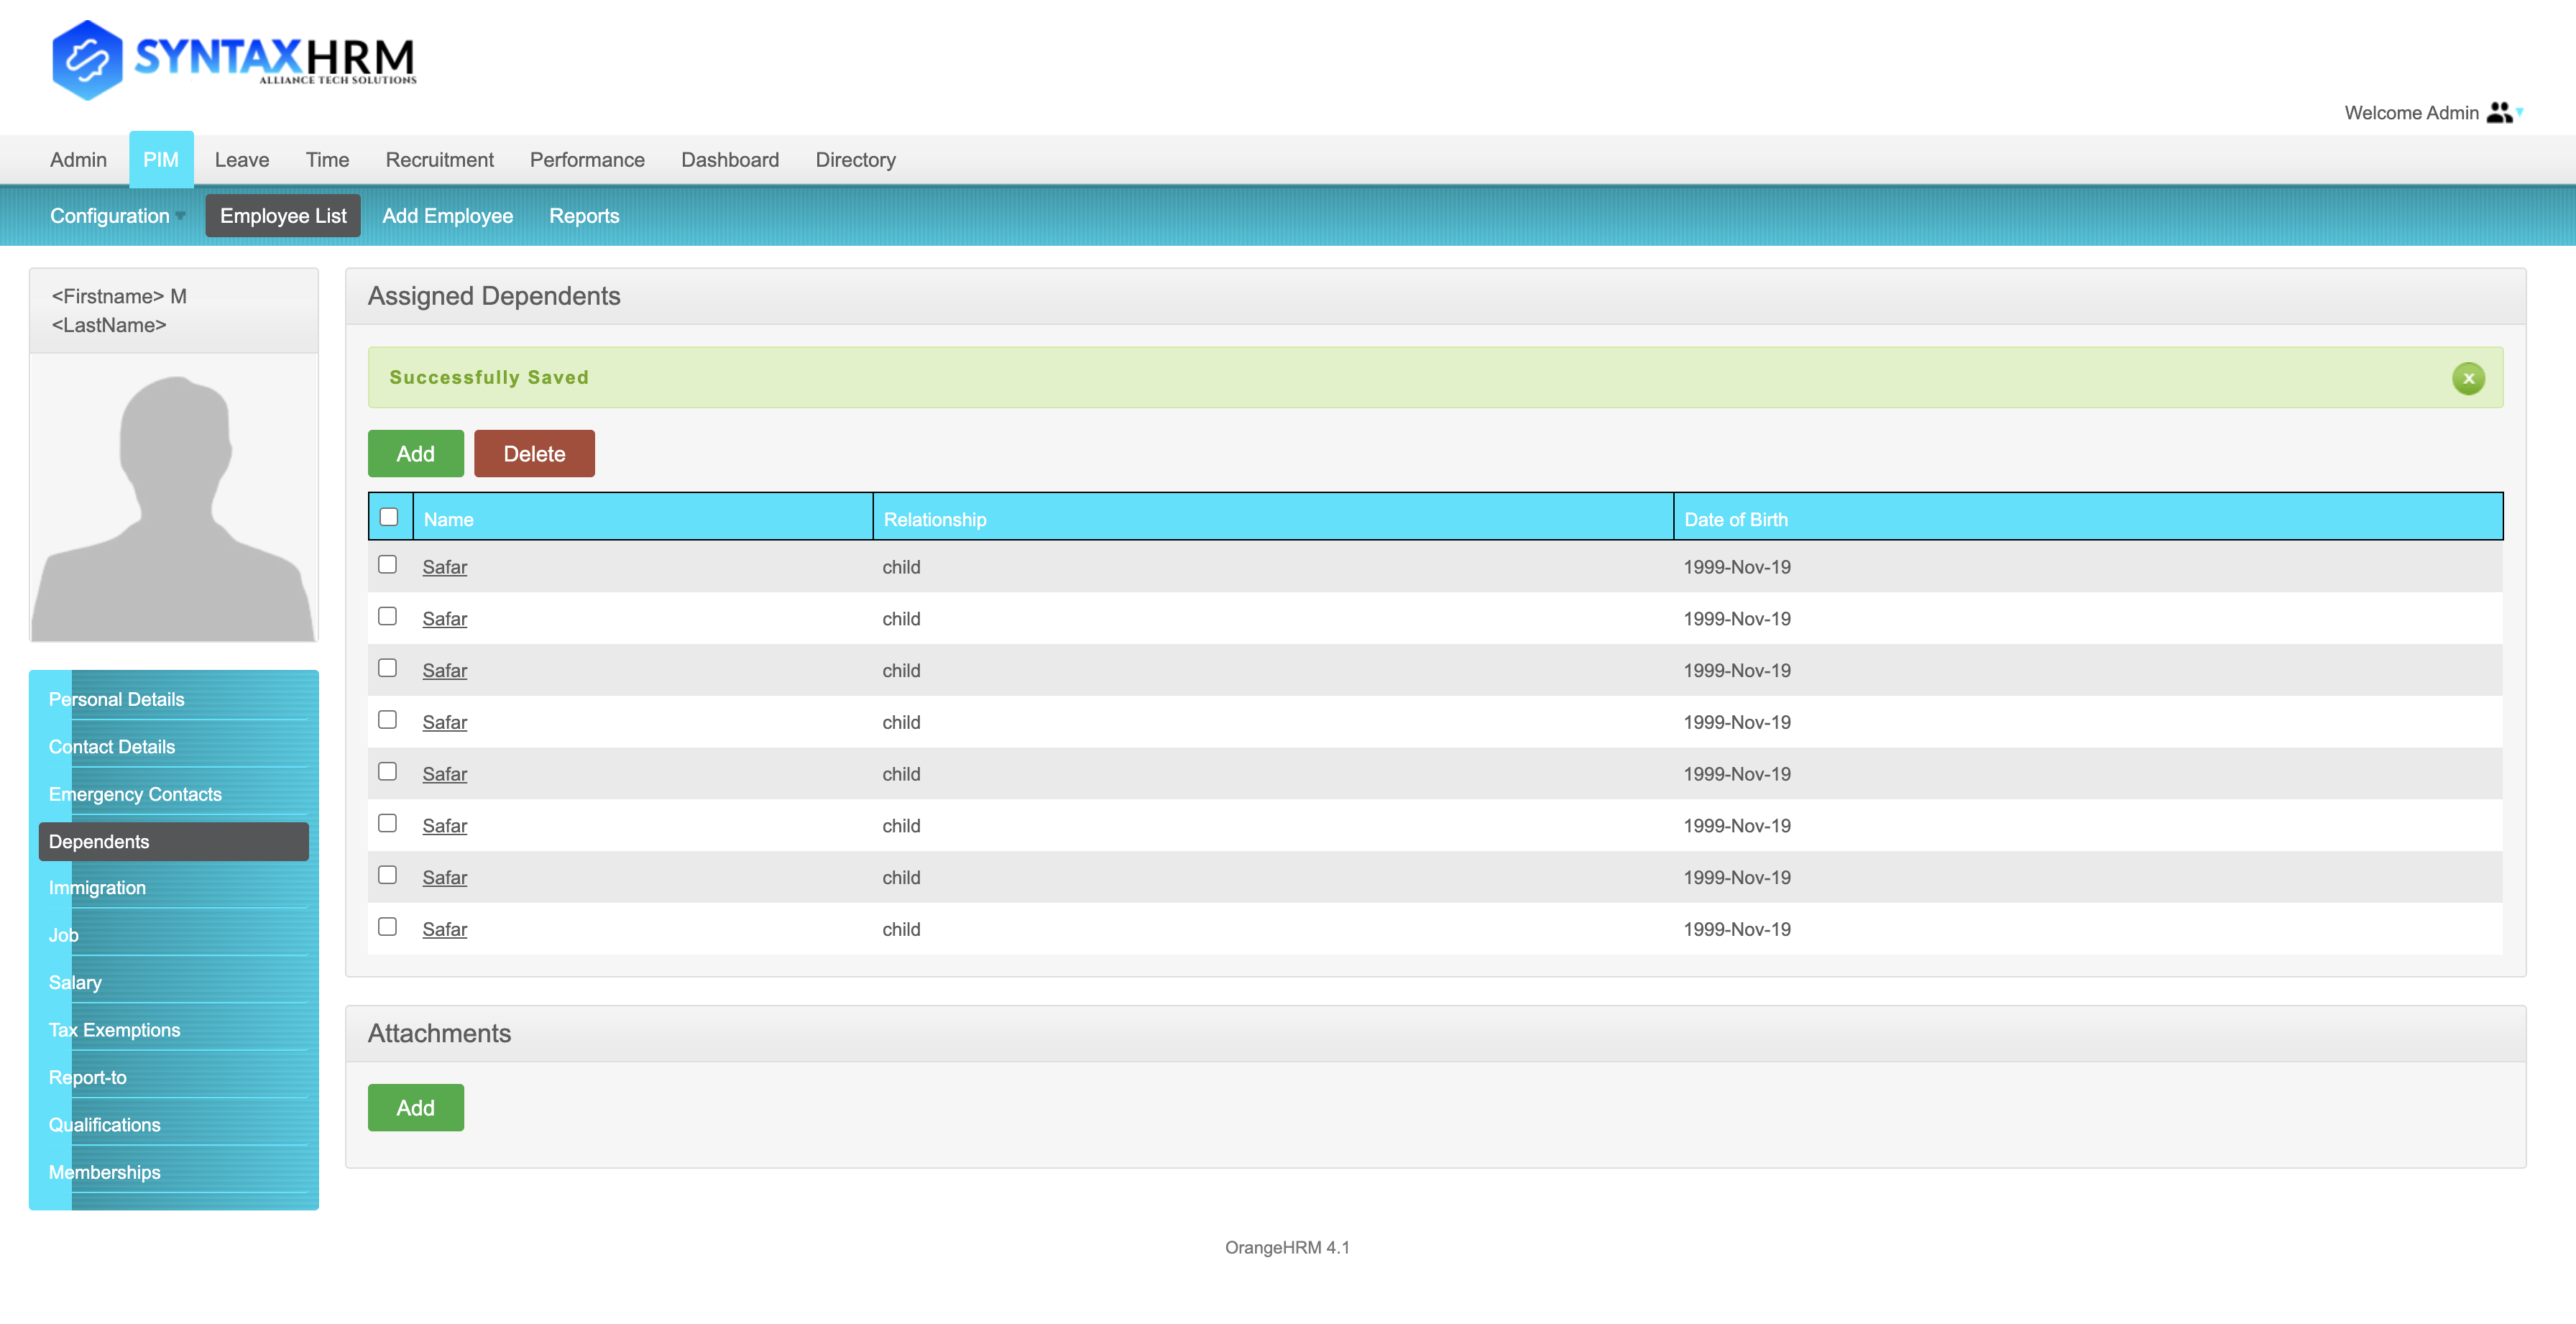 SYNTAXHRM
ALLIANCE TECH SOLUTIONS
Welcome Admin
Admin PIM Leave Time Recruitment Performance Dashboard Directory
Configuration Employee List Add Employee Reports
<Firstname> M
<LastName>
Personal Details
Contact Details
Emergency Contacts
Dependents
Immigration
Job
Salary
Tax Exemptions
Report-to
Qualifications
Memberships
Assigned Dependents
Successfully Saved
x
Add Delete
Name Relationship Date of Birth
Safar child 1999-Nov-19
Safar child 1999-Nov-19
Safar child 1999-Nov-19
Safar child 1999-Nov-19
Safar child 1999-Nov-19
Safar child 1999-Nov-19
Safar child 1999-Nov-19
Safar child 1999-Nov-19
Attachments
Add
OrangeHRM 4.1